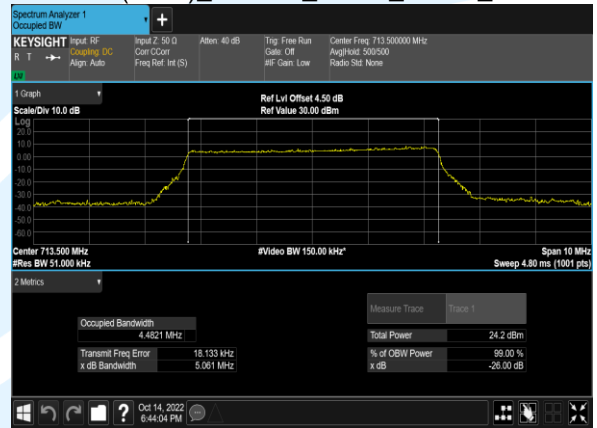 Spectrum Analyzer 1
Occupied BW
KEYSIGHT
R T
LU
Input: RF
Coupling: DC
Align: Auto
Input Z: 50 Ω
Corr CCorr
Freq Ref: Int (S)
Atten: 40 dB
Trig: Free Run
Gate: Off
#IF Gain: Low
Center Freq: 713.500000 MHz
Avg|Hold: 500/500
Radio Std: None
1 Graph
Scale/Div 10.0 dB
Ref Lvl Offset 4.50 dB
Ref Value 30.00 dBm
Log
20.0
10.0
0.00
-10.0
-20.0
-30.0
-40.0
-50.0
-60.0
Center 713.500 MHz
#Res BW 51.000 kHz
#Video BW 150.00 kHz*
Span 10 MHz
Sweep 4.80 ms (1001 pts)
2 Metrics
Occupied Bandwidth
4.4821 MHz
Transmit Freq Error 18.133 kHz
x dB Bandwidth 5.061 MHz
Measure Trace Trace 1
Total Power 24.2 dBm
% of OBW Power 99.00 %
x dB -26.00 dB
?
Oct 14, 2022
6:44:04 PM